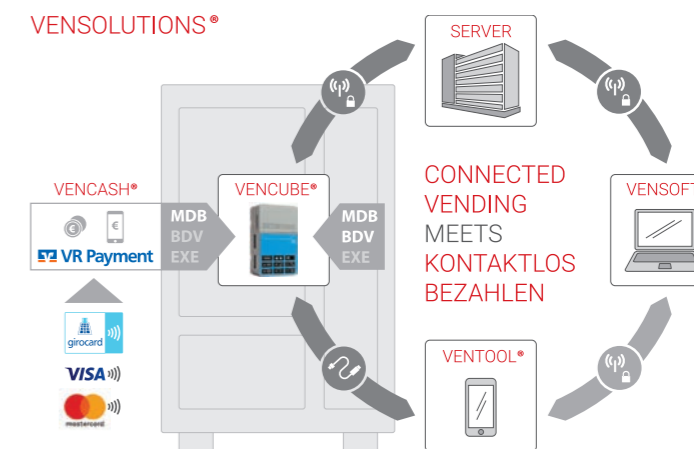 VENSOLUTIONS®
SERVER
VENCASH®
VENCUBE®
CONNECTED
VENDING
MEETS
KONTAKTLOS
BEZAHLEN
VENSOFT
MDB
BDV
EXE
MDB
BDV
EXE
€
€
VR Payment
girocard
VISA
mastercard
VENTOOL®